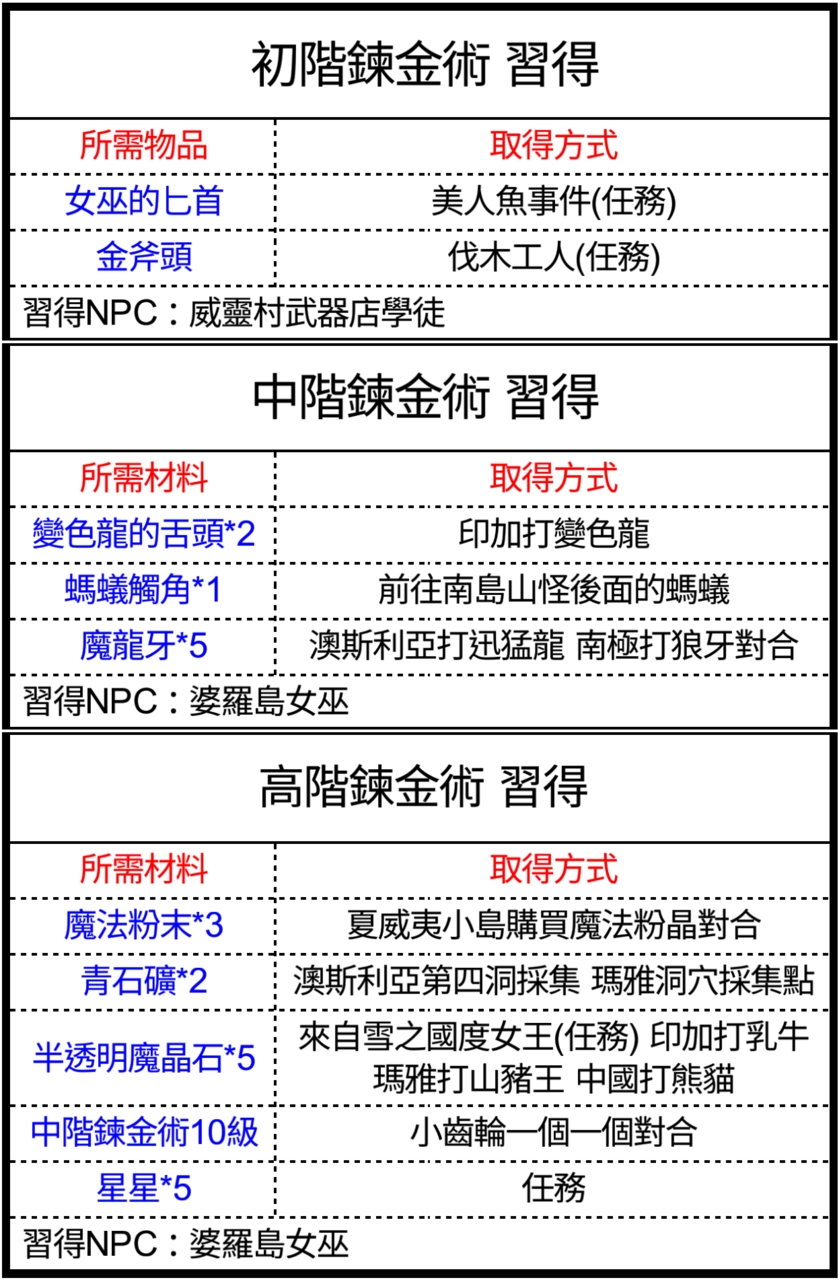 初階鍊金術 習得
所需物品 取得方式
女巫的匕首 美人魚事件(任務)
金斧頭 伐木工人(任務)
習得NPC：威靈村武器店學徒
中階鍊金術 習得
所需材料 取得方式
變色龍的舌頭*2 印加打變色龍
螞蟻觸角*1 前往南島山怪後面的螞蟻
魔龍牙*5 澳斯利亞打迅猛龍 南極打狼牙對合
習得NPC：婆羅島女巫
高階鍊金術 習得
所需材料 取得方式
魔法粉末*3 夏威夷小島購買魔法粉晶對合
青石礦*2 澳斯利亞第四洞採集 瑪雅洞穴採集點
半透明魔晶石*5 來自雪之國度女王(任務) 印加打乳牛
瑪雅打山豬王 中國打熊貓
中階鍊金術10級 小齒輪一個一個對合
星星*5 任務
習得NPC：婆羅島女巫